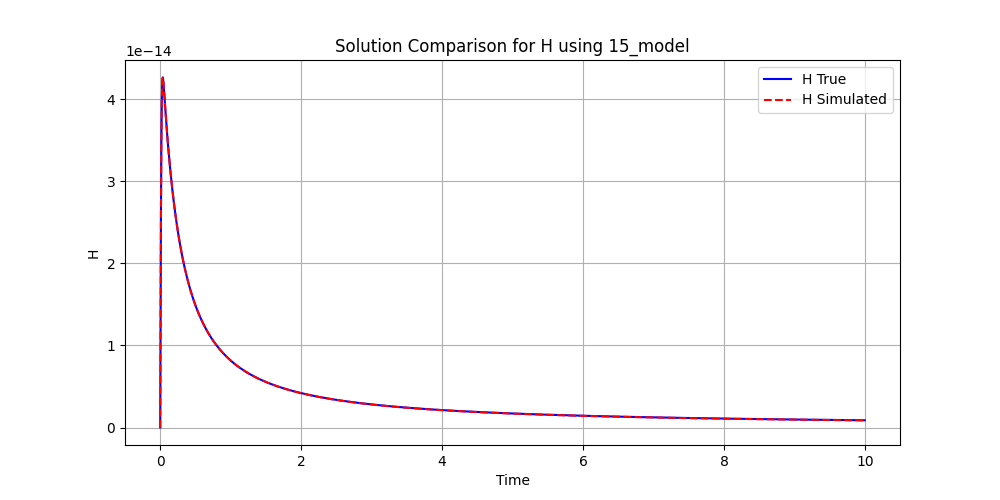 Solution Comparison for H using 15_model
1e−14
H True
H Simulated
4
3
2
1
0
H
0 2 4 6 8 10
Time